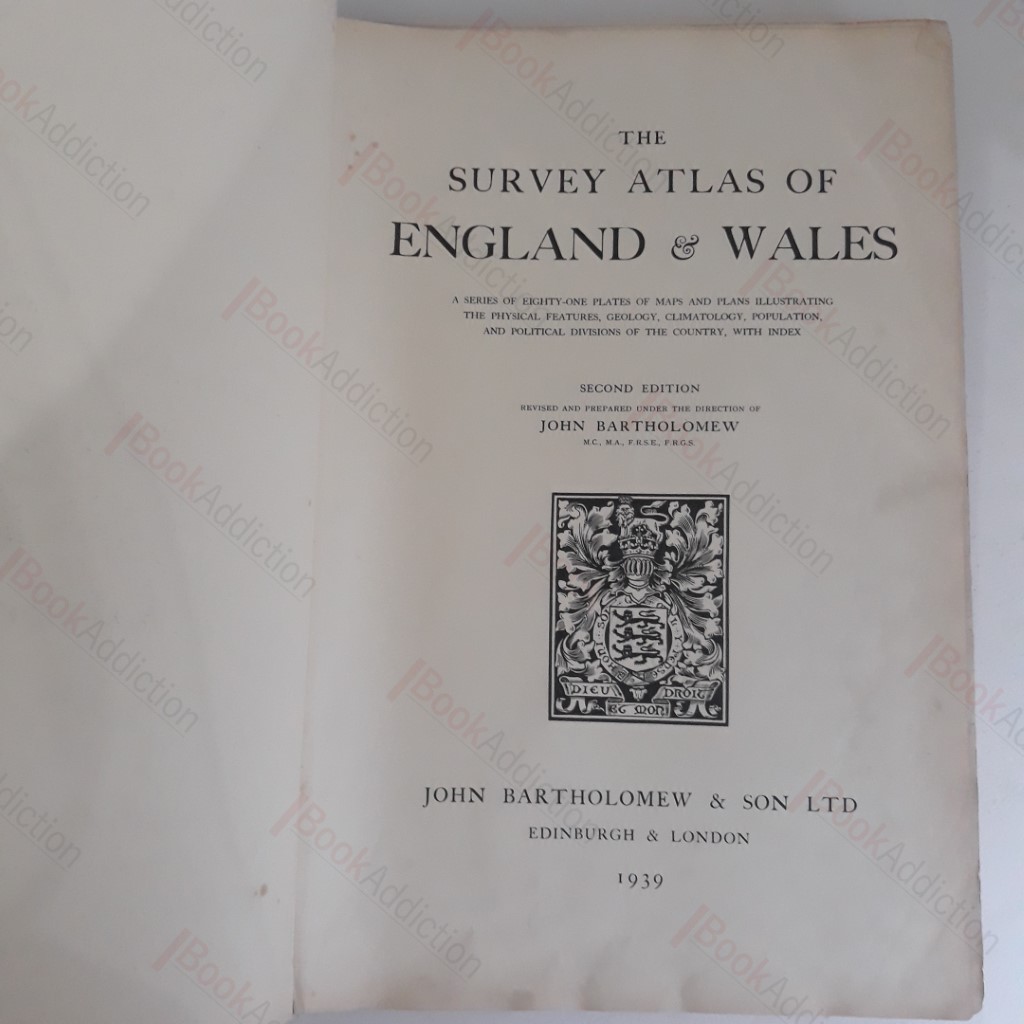 THE
SURVEY ATLAS OF
ENGLAND & WALES
A SERIES OF EIGHTY-ONE PLATES OF MAPS AND PLANS ILLUSTRATING
THE PHYSICAL FEATURES, GEOLOGY, CLIMATOLOGY, POPULATION,
AND POLITICAL DIVISIONS OF THE COUNTRY, WITH INDEX
SECOND EDITION
REVISED AND PREPARED UNDER THE DIRECTION OF
JOHN BARTHOLOMEW
M.C., M.A., F.R.S.E., F.R.G.S.
DIEU DROIT
ET MON
JOHN BARTHOLOMEW & SON LTD
EDINBURGH & LONDON
1939
BookAddiction